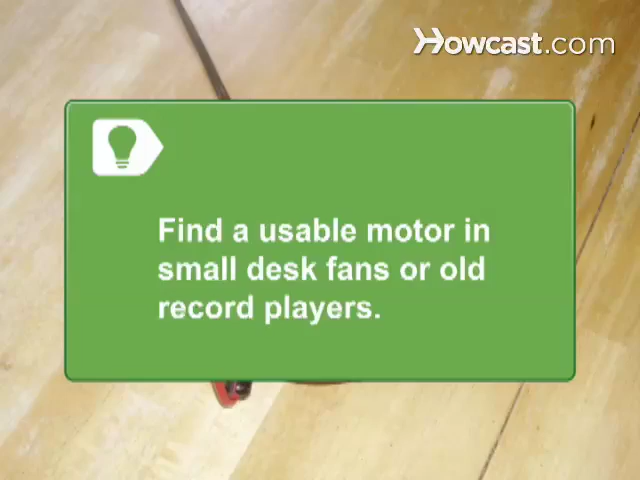 Howcast.com
Find a usable motor in
small desk fans or old
record players.